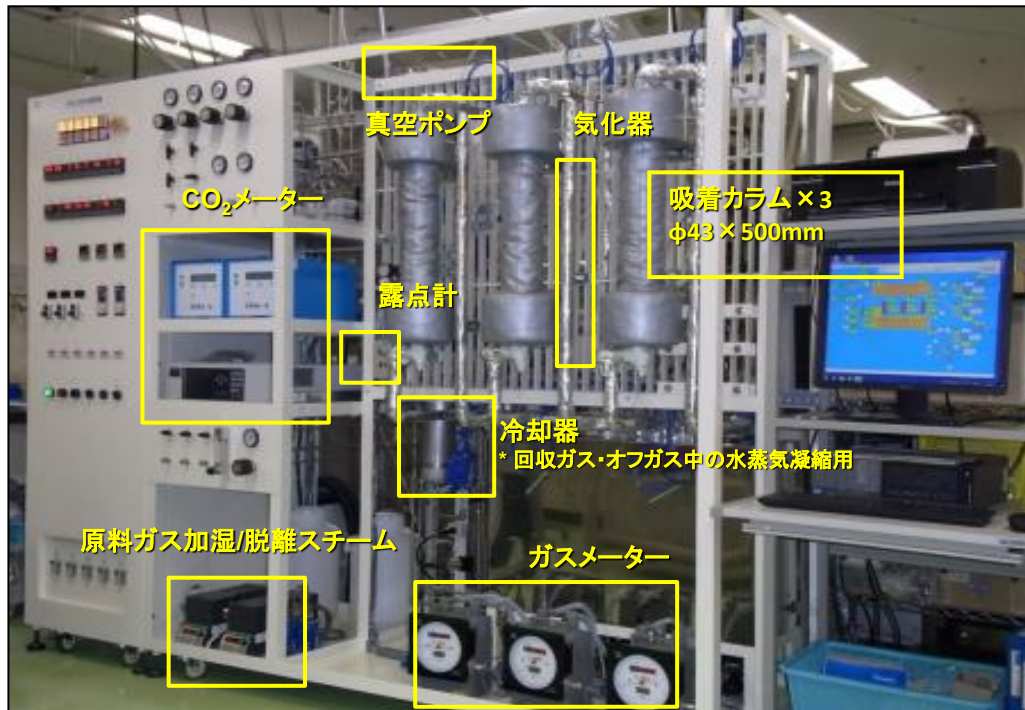 真空ポンプ
気化器
CO₂メーター
吸着カラム×3
φ43×500mm
露点計
冷却器
* 回収ガス・オフガス中の水蒸気凝縮用
原料ガス加湿/脱離スチーム
ガスメーター